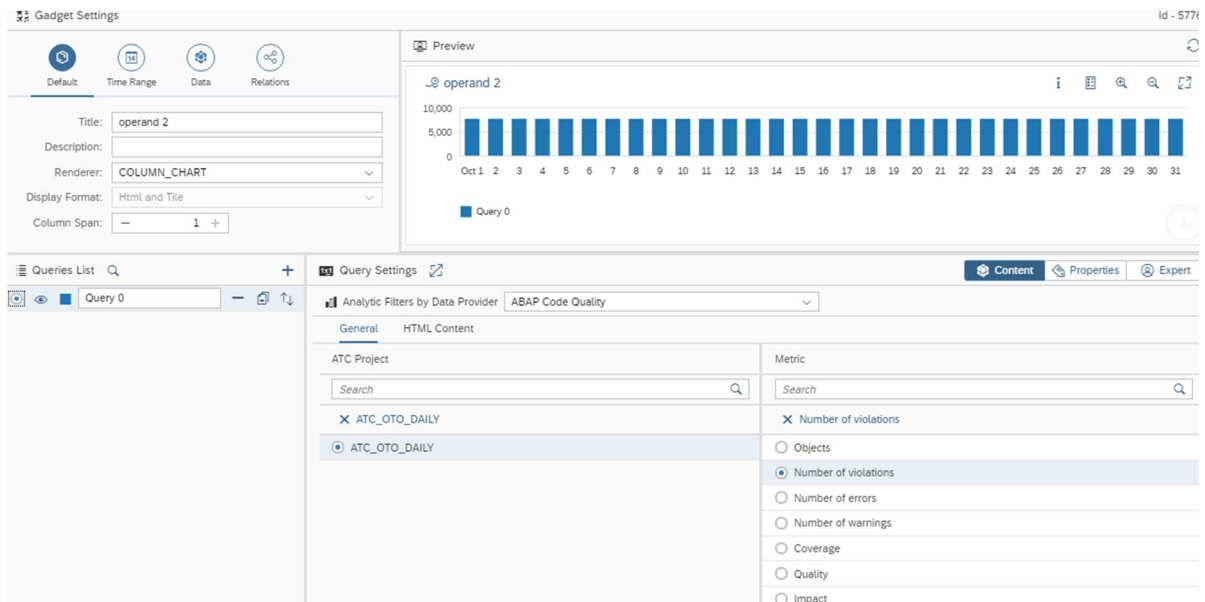 Gadget Settings
Id - 5776
Default
Time Range
Data
Relations
Title: operand 2
Description:
Renderer: COLUMN_CHART
Display Format: Html and Tile
Column Span: − 1 +
Preview
operand 2
10,000
5,000
0
Oct 1 2 3 4 5 6 7 8 9 10 11 12 13 14 15 16 17 18 19 20 21 22 23 24 25 26 27 28 29 30 31
Query 0
Queries List
Query 0
Query Settings
Content
Properties
Expert
Analytic Filters by Data Provider ABAP Code Quality
General
HTML Content
ATC Project
Search
ATC_OTO_DAILY
ATC_OTO_DAILY
Metric
Search
Number of violations
Objects
Number of violations
Number of errors
Number of warnings
Coverage
Quality
Impact